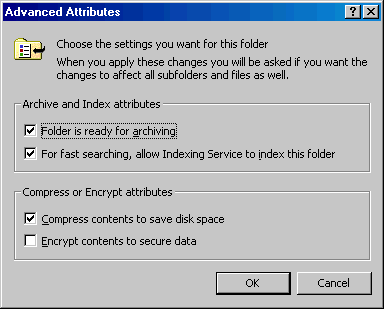 Advanced Attributes
Choose the settings you want for this folder
When you apply these changes you will be asked if you want the
changes to affect all subfolders and files as well.
Archive and Index attributes
Folder is ready for archiving
For fast searching, allow Indexing Service to index this folder
Compress or Encrypt attributes
Compress contents to save disk space
Encrypt contents to secure data
OK Cancel